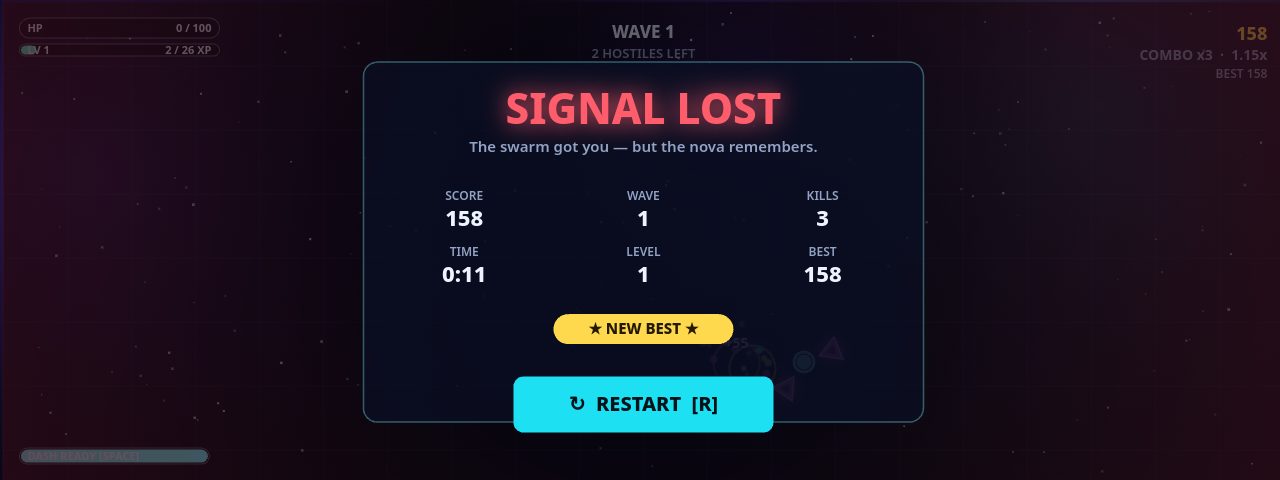 HP 0 / 100
LV 1 2 / 26 XP
WAVE 1
2 HOSTILES LEFT
158
COMBO x3 · 1.15x
BEST 158
SIGNAL LOST
The swarm got you — but the nova remembers.
SCORE WAVE KILLS
158 1 3
TIME LEVEL BEST
0:11 1 158
★ NEW BEST ★
↻ RESTART [R]
DASH READY [SPACE]